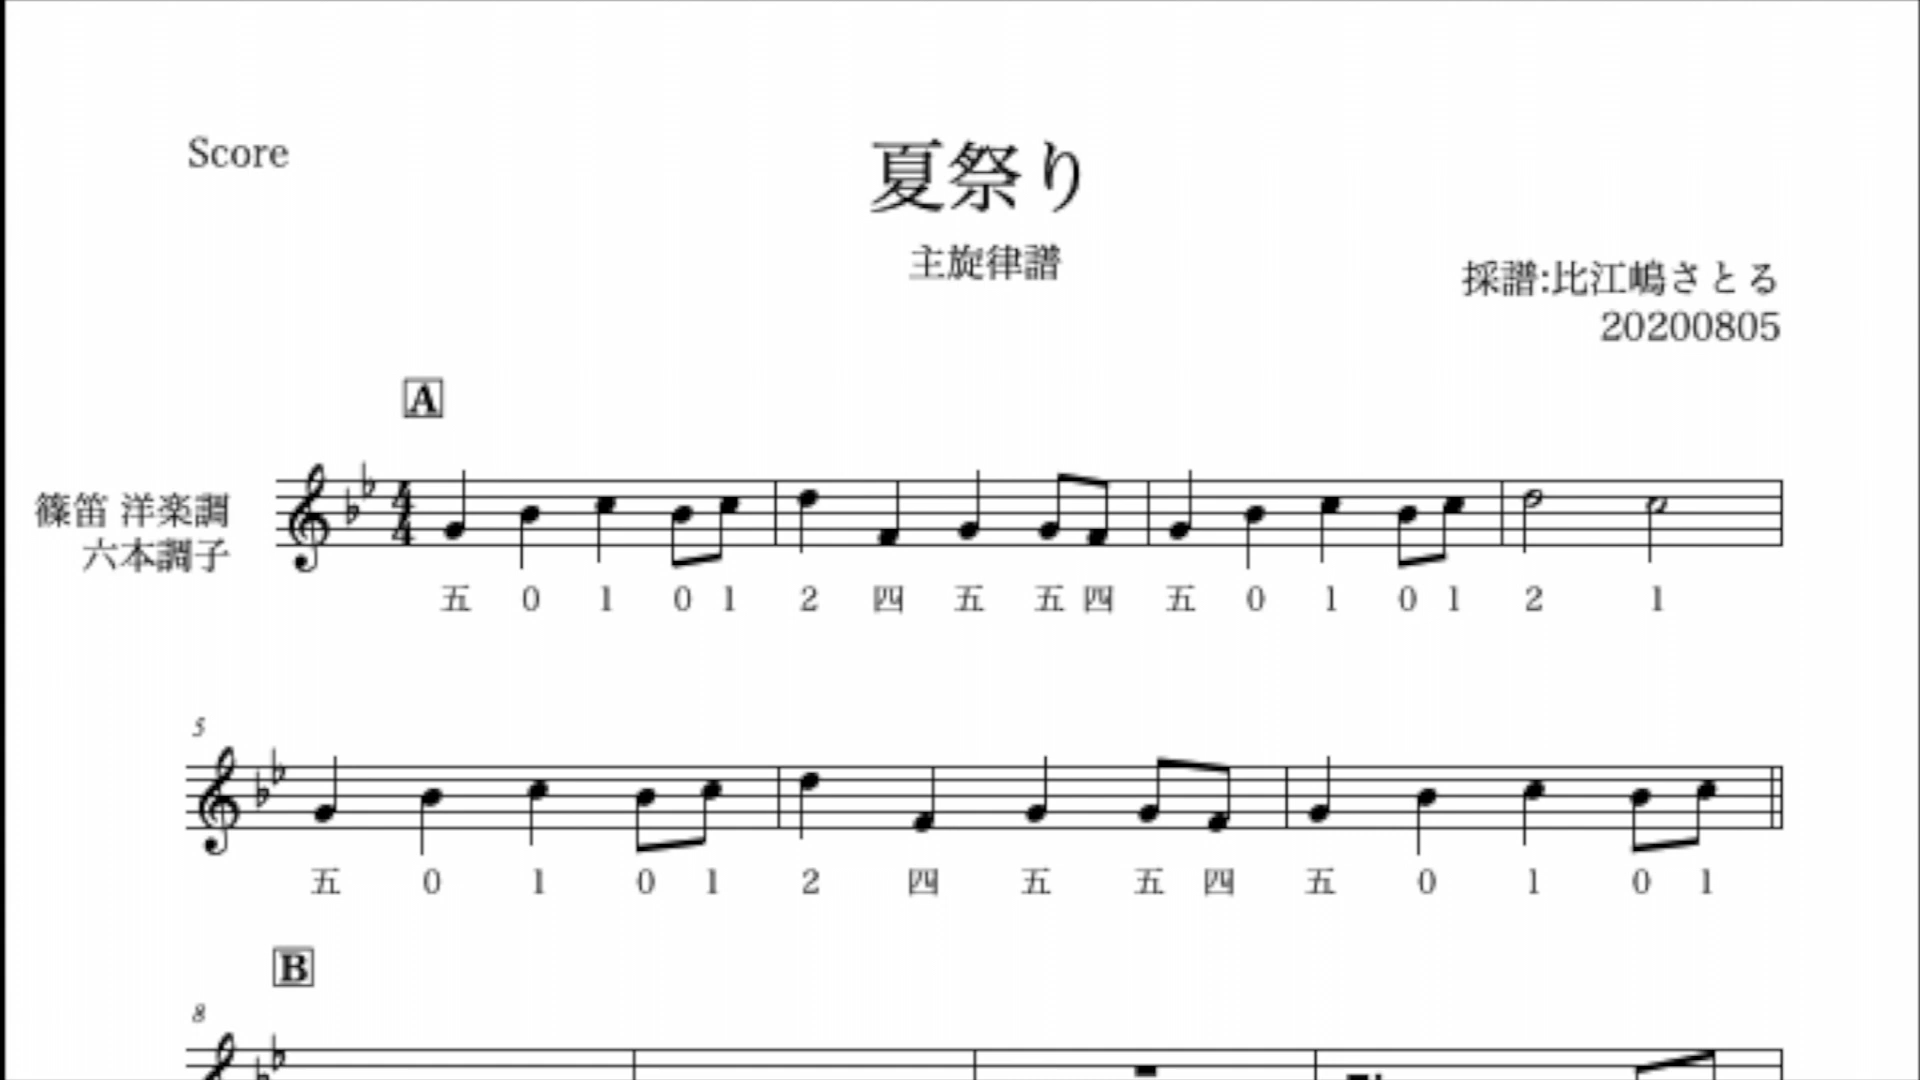 Score
夏祭り
主旋律譜
採譜:比江嶋さとる
20200805
A
篠笛 洋楽調
六本調子
4
4
五 0 1 0 1 2 四 五 五 四 五 0 1 0 1 2 1
5
五 0 1 0 1 2 四 五 五 四 五 0 1 0 1
B
8